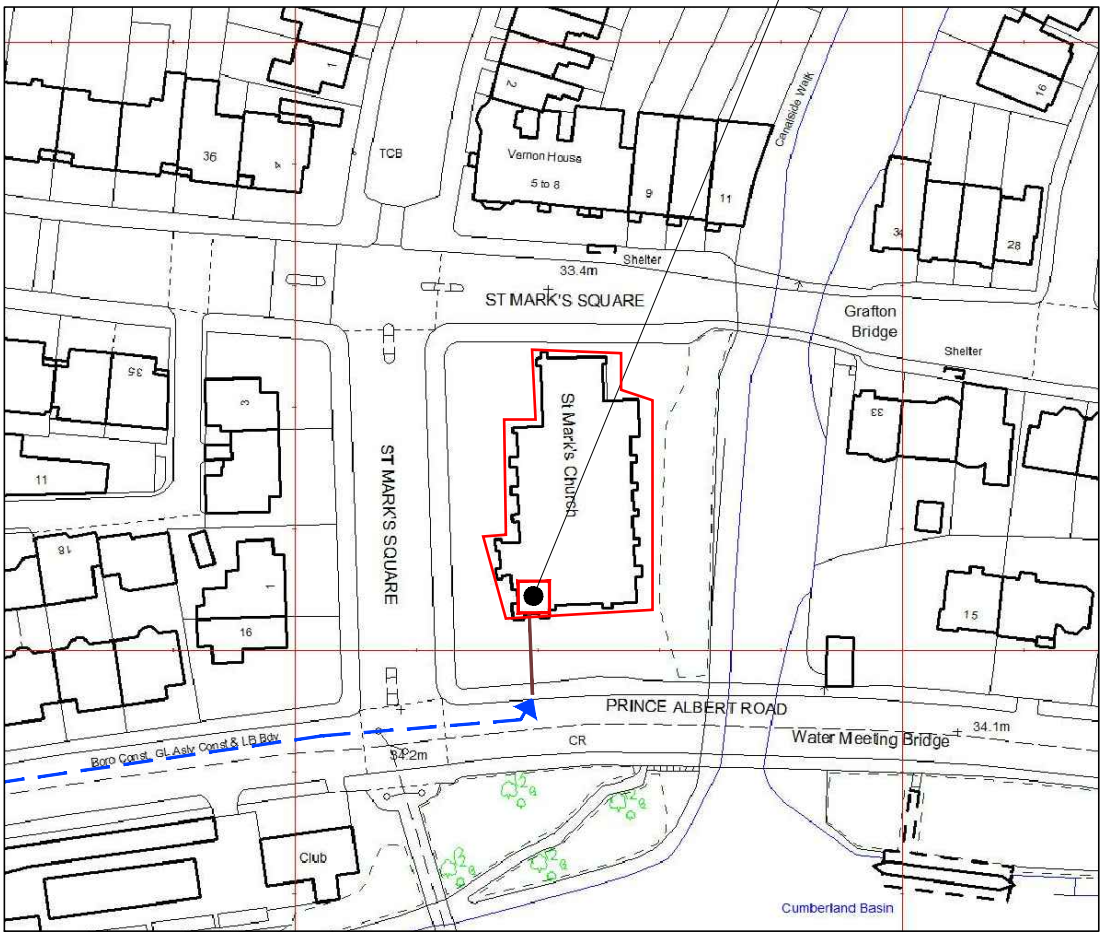 1
2
16
Canalside Walk
TCB
36
4
Vernon House
5 to 8
9
11
34
28
Shelter
33.4m
ST MARK'S SQUARE
Grafton
Bridge
Shelter
35
3
33
St Mark's Church
ST MARK'S SQUARE
11
18
1
16
15
PRINCE ALBERT ROAD
Boro Const, GL Asly Const & LB Bdy
CR
34.2m
Water Meeting Bridge
34.1m
Club
Cumberland Basin